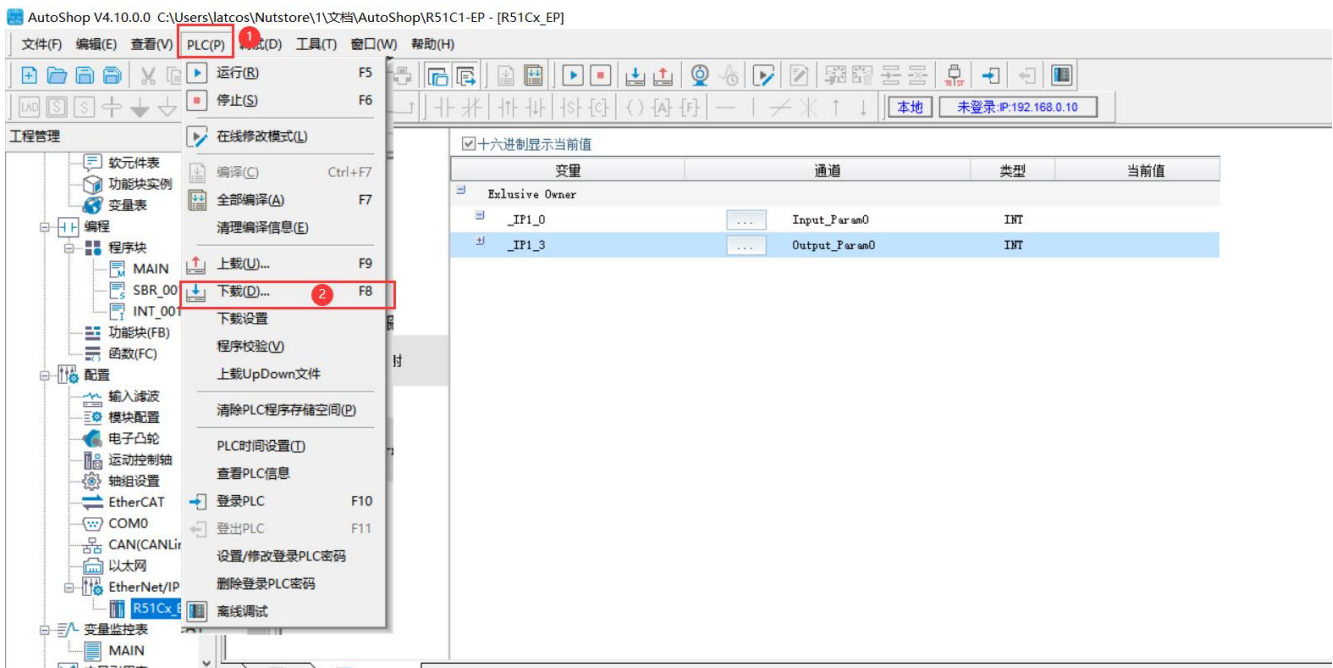 AutoShop V4.10.0.0 C:\Users\latcos\Nutstore\1\文档\AutoShop\R51C1-EP - [R51Cx_EP]
文件(F) 编辑(E) 查看(V) PLC(P) 1 (D) 工具(T) 窗口(W) 帮助(H)
LAD S S
本地 未登录:IP:192.168.0.10
TEST
工程管理
软元件表
功能块实例
变量表
编程
程序块
MAIN
SBR_001
INT_001
功能块(FB)
函数(FC)
配置
输入滤波
模块配置
电子凸轮
运动控制轴
轴组设置
EtherCAT
COM0
CAN(CANLin
以太网
EtherNet/IP
R51Cx_E
变量监控表
MAIN
运行(R) F5
停止(S) F6
在线修改模式(L)
编译(C) Ctrl+F7
全部编译(A) F7
清理编译信息(E)
上载(U)... F9
下载(D)... 2 F8
下载设置
程序校验(V)
上载UpDown文件
清除PLC程序存储空间(P)
PLC时间设置(T)
查看PLC信息
登录PLC F10
登出PLC F11
设置/修改登录PLC密码
删除登录PLC密码
离线调试
十六进制显示当前值
变量 通道 类型 当前值
Exlusive Owner
_IP1_0 ... Input_Param0 INT
_IP1_3 ... Output_Param0 INT